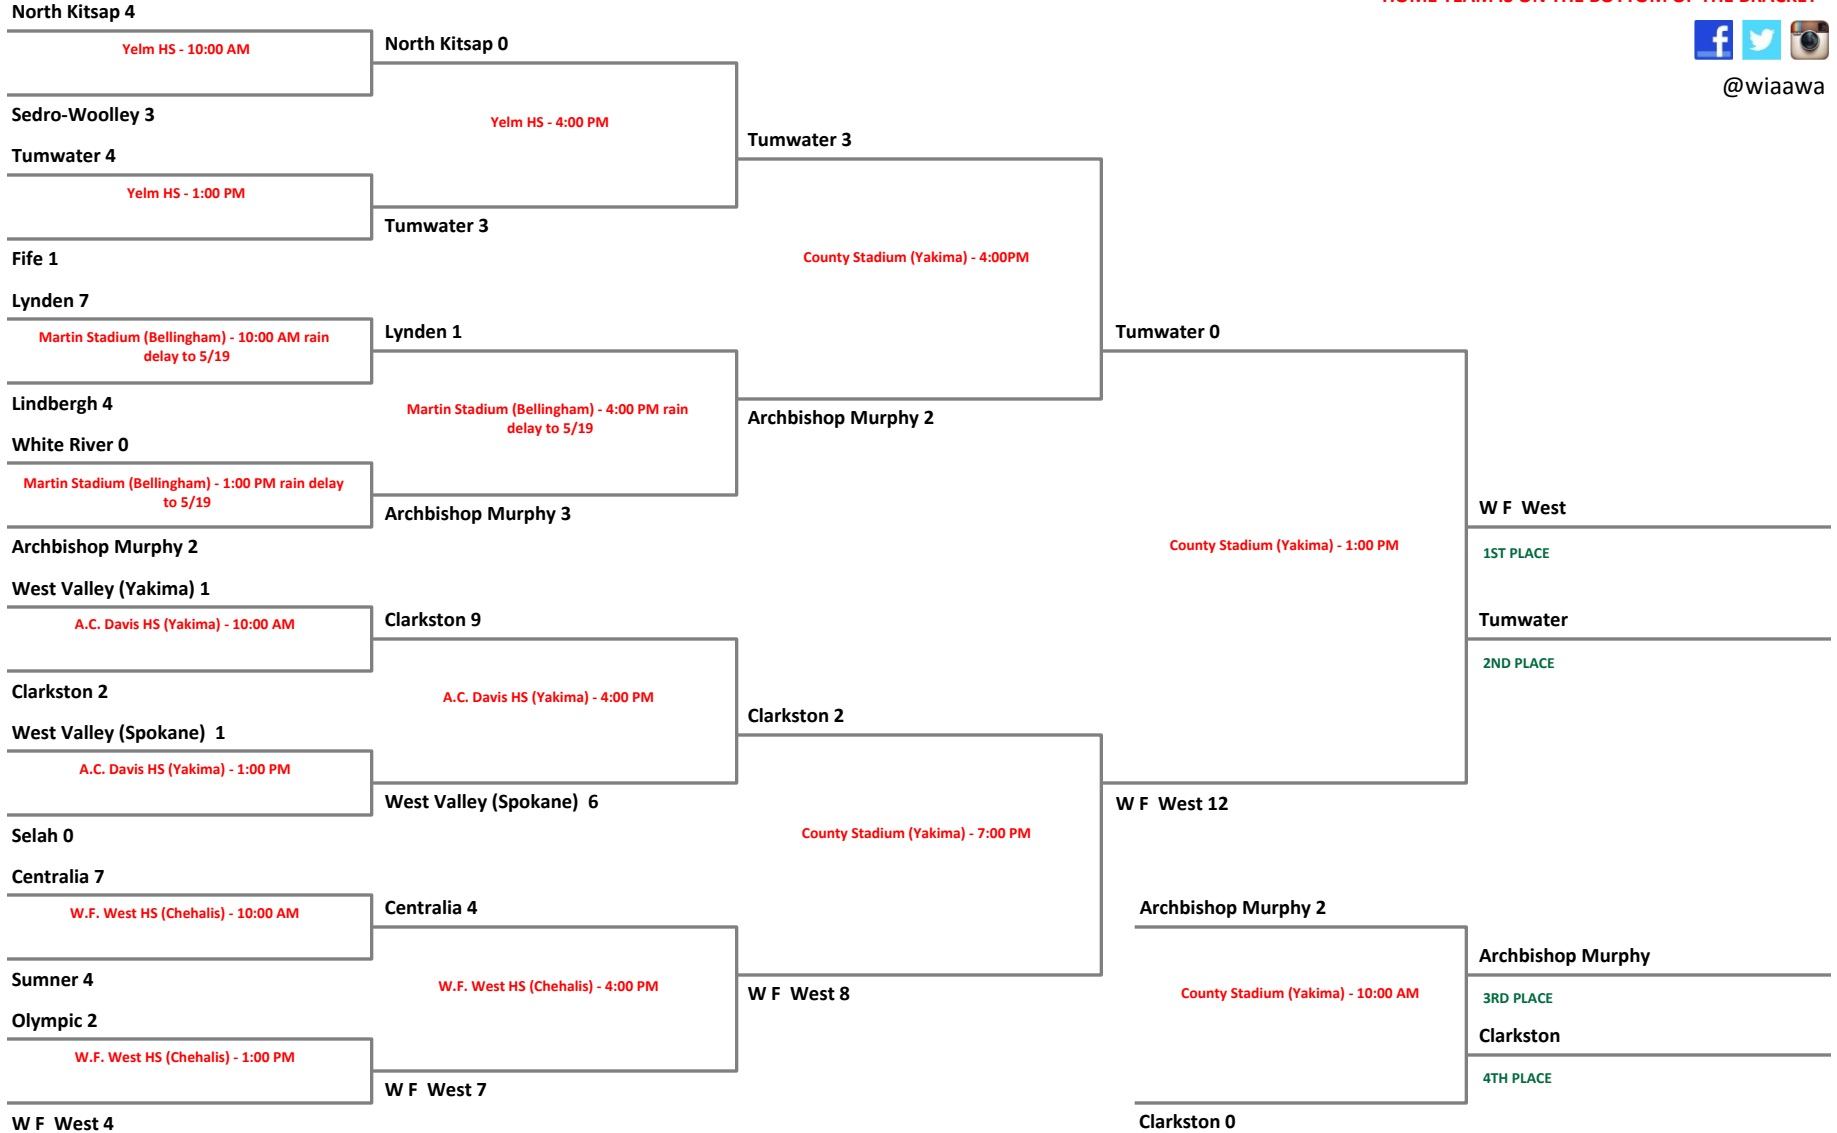 HOME TEAM IS ON THE BOTTOM OF THE BRACKET
@wiaawa
North Kitsap 4
Yelm HS - 10:00 AM
Sedro-Woolley 3
Tumwater 4
Yelm HS - 1:00 PM
Fife 1
Lynden 7
Martin Stadium (Bellingham) - 10:00 AM rain
delay to 5/19
Lindbergh 4
White River 0
Martin Stadium (Bellingham) - 1:00 PM rain delay
to 5/19
Archbishop Murphy 2
West Valley (Yakima) 1
A.C. Davis HS (Yakima) - 10:00 AM
Clarkston 2
West Valley (Spokane)  1
A.C. Davis HS (Yakima) - 1:00 PM
Selah 0
Centralia 7
W.F. West HS (Chehalis) - 10:00 AM
Sumner 4
Olympic 2
W.F. West HS (Chehalis) - 1:00 PM
W F  West 4
North Kitsap 0
Yelm HS - 4:00 PM
Tumwater 3
Lynden 1
Martin Stadium (Bellingham) - 4:00 PM rain
delay to 5/19
Archbishop Murphy 3
Clarkston 9
A.C. Davis HS (Yakima) - 4:00 PM
West Valley (Spokane)  6
Centralia 4
W.F. West HS (Chehalis) - 4:00 PM
W F  West 7
Tumwater 3
County Stadium (Yakima) - 4:00PM
Archbishop Murphy 2
Clarkston 2
County Stadium (Yakima) - 7:00 PM
W F  West 8
Tumwater 0
County Stadium (Yakima) - 1:00 PM
W F  West 12
W F  West
1ST PLACE
Tumwater
2ND PLACE
Archbishop Murphy 2
County Stadium (Yakima) - 10:00 AM
Clarkston 0
Archbishop Murphy
3RD PLACE
Clarkston
4TH PLACE